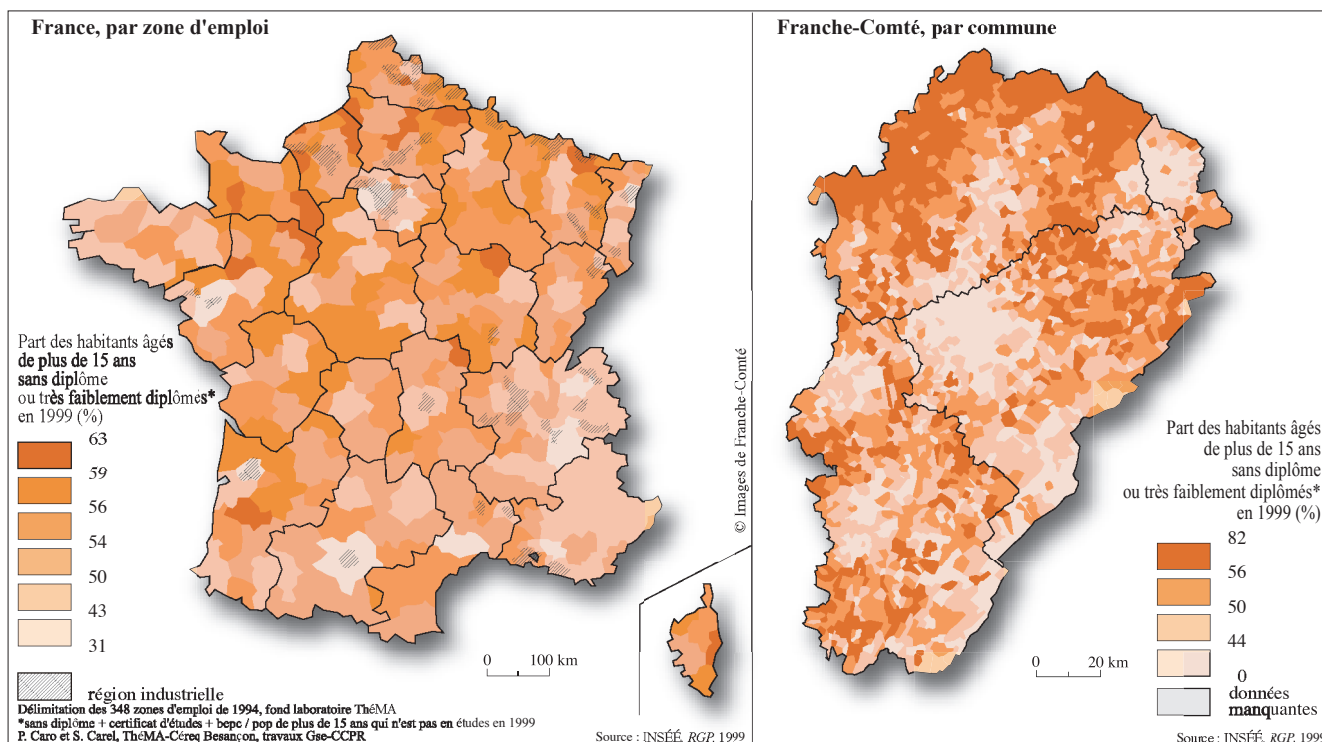 France, par zone d'emploi
Part des habitants âgés
de plus de 15 ans
sans diplôme
ou très faiblement diplômés*
en 1999 (%)
63
59
56
54
50
43
31
région industrielle
Délimitation des 348 zones d'emploi de 1994, fond laboratoire ThéMA
*sans diplôme + certificat d'études + bepc / pop de plus de 15 ans qui n'est pas en études en 1999
P. Caro et S. Carel, ThéMA-Céreq Besançon, travaux Gse-CCPR
0 100 km
Source : INSÉÉ, RGP, 1999
© Images de Franche-Comté
Franche-Comté, par commune
Part des habitants âgés
de plus de 15 ans
sans diplôme
ou très faiblement diplômés*
en 1999 (%)
82
56
50
44
0
données
manquantes
0 20 km
Source : INSÉÉ, RGP, 1999